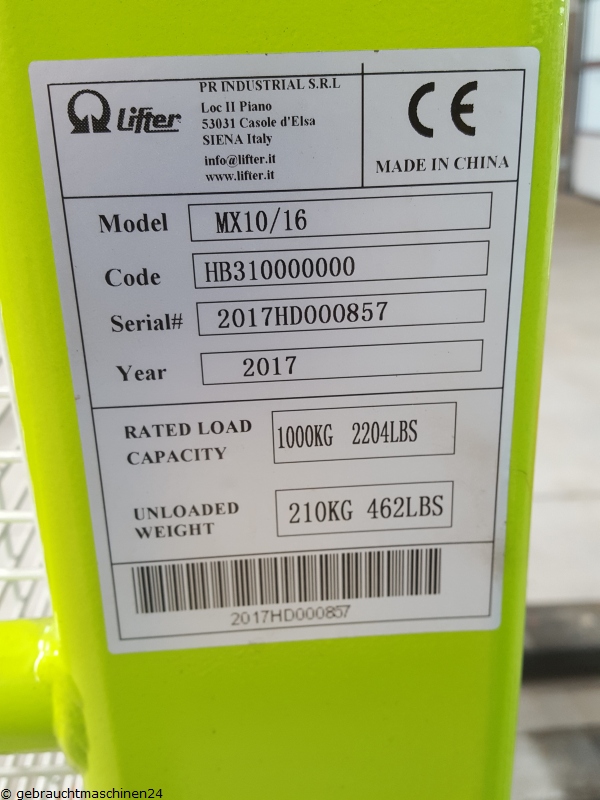 Lifter
PR INDUSTRIAL S.R.L
Loc II Piano
53031 Casole d'Elsa
SIENA Italy
info@lifter.it
www.lifter.it
CE
MADE IN CHINA
Model MX10/16
Code HB310000000
Serial# 2017HD000857
Year 2017
RATED LOAD CAPACITY 1000KG 2204LBS
UNLOADED WEIGHT 210KG 462LBS
2017HD000857
© gebrauchtmaschinen24